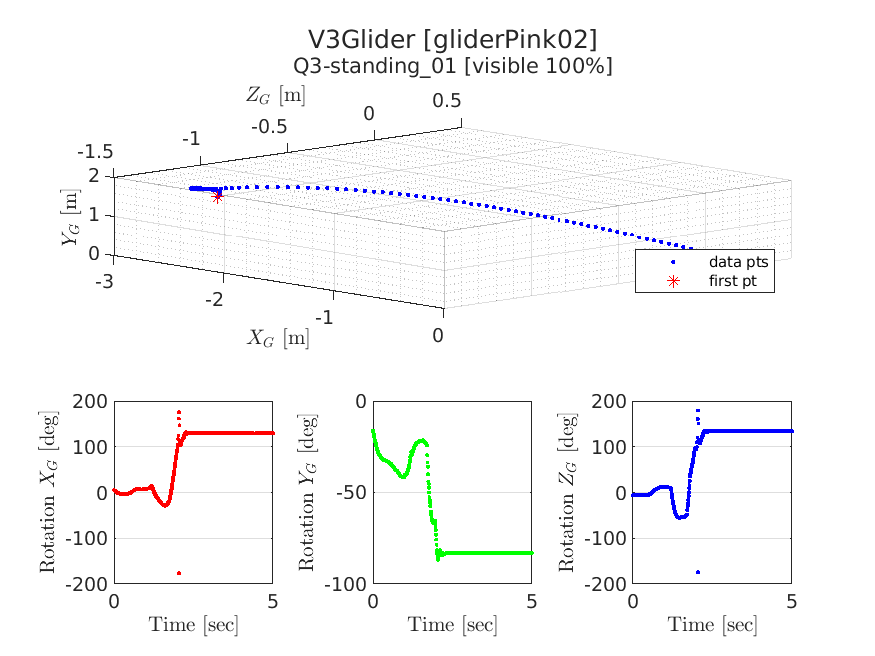 V3Glider [gliderPink02]
Q3-standing_01 [visible 100%]
Z_G [m]
0.5
0
-0.5
-1
-1.5
2
1
0
Y_G [m]
-3
-2
-1
0
X_G [m]
data pts
first pt
200
100
0
-100
-200
Rotation X_G [deg]
0
5
Time [sec]
0
-50
-100
Rotation Y_G [deg]
0
5
Time [sec]
200
100
0
-100
-200
Rotation Z_G [deg]
0
5
Time [sec]